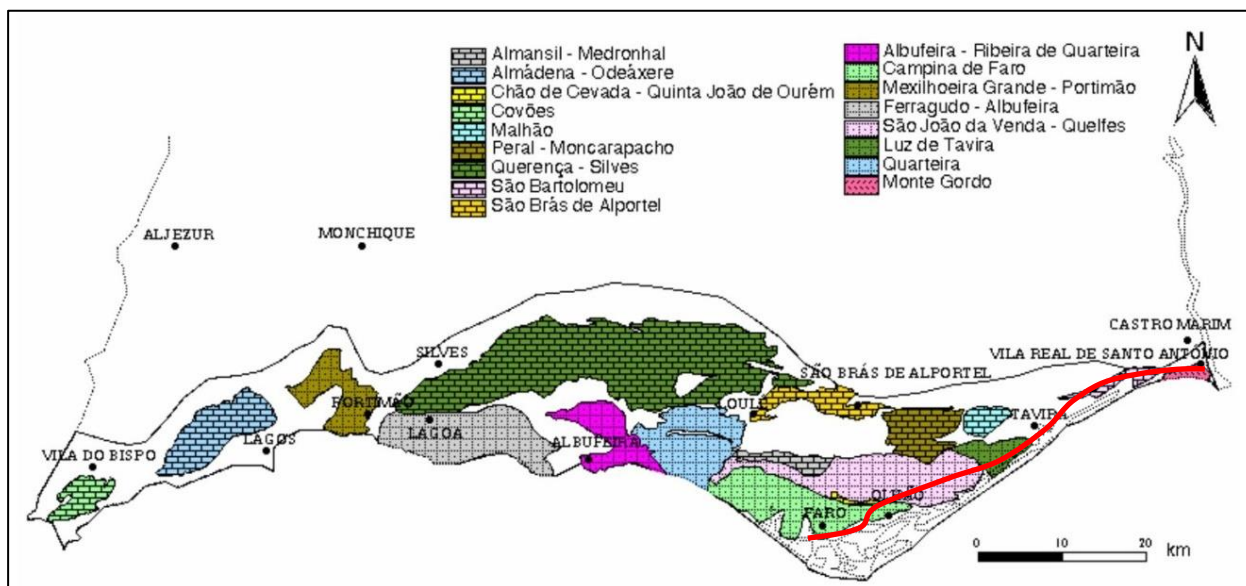 Almansil - Medronhal
Almádena - Odeáxere
Chão de Cevada - Quinta João de Ourém
Covões
Malhão
Peral - Moncarapacho
Querença - Silves
São Bartolomeu
São Brás de Alportel
Albufeira - Ribeira de Quarteira
Campina de Faro
Mexilhoeira Grande - Portimão
Ferragudo - Albufeira
São João da Venda - Quelfes
Luz de Tavira
Quarteira
Monte Gordo
N
ALJEZUR
MONCHIQUE
CASTRO MARIM
SILVES
VILA REAL DE SANTO ANTÓNIO
SÃO BRÁS DE ALPORTEL
PORTIMÃO
LOULÉ
LAGOA
TAVIRA
LAGOS
ALBUFEIRA
VILA DO BISPO
OLHÃO
FARO
0 10 20 km